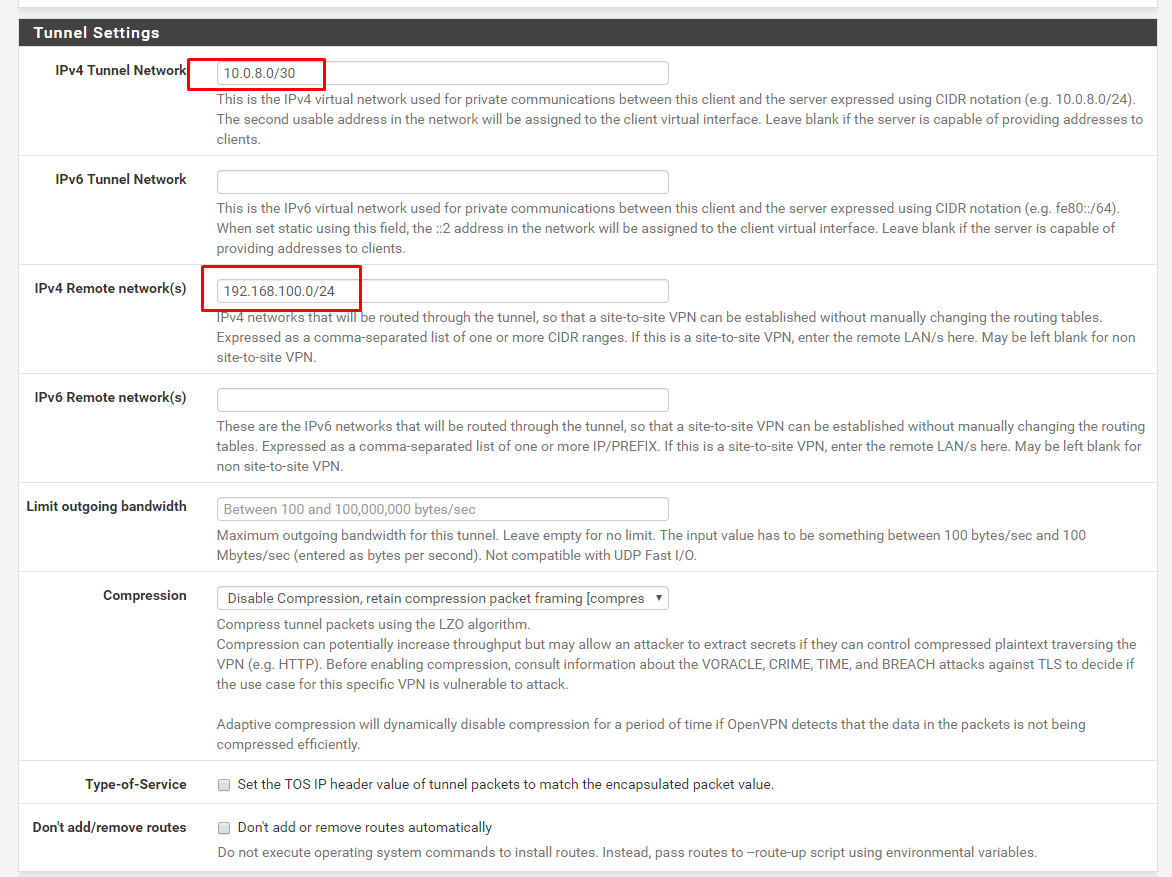 Tunnel Settings
IPv4 Tunnel Network
10.0.8.0/30
This is the IPv4 virtual network used for private communications between this client and the server expressed using CIDR notation (e.g. 10.0.8.0/24).
The second usable address in the network will be assigned to the client virtual interface. Leave blank if the server is capable of providing addresses to
clients.
IPv6 Tunnel Network
This is the IPv6 virtual network used for private communications between this client and the server expressed using CIDR notation (e.g. fe80::/64).
When set static using this field, the ::2 address in the network will be assigned to the client virtual interface. Leave blank if the server is capable of
providing addresses to clients.
IPv4 Remote network(s)
192.168.100.0/24
IPv4 networks that will be routed through the tunnel, so that a site-to-site VPN can be established without manually changing the routing tables.
Expressed as a comma-separated list of one or more CIDR ranges. If this is a site-to-site VPN, enter the remote LAN/s here. May be left blank for non
site-to-site VPN.
IPv6 Remote network(s)
These are the IPv6 networks that will be routed through the tunnel, so that a site-to-site VPN can be established without manually changing the routing
tables. Expressed as a comma-separated list of one or more IP/PREFIX. If this is a site-to-site VPN, enter the remote LAN/s here. May be left blank for
non site-to-site VPN.
Limit outgoing bandwidth
Between 100 and 100,000,000 bytes/sec
Maximum outgoing bandwidth for this tunnel. Leave empty for no limit. The input value has to be something between 100 bytes/sec and 100
Mbytes/sec (entered as bytes per second). Not compatible with UDP Fast I/O.
Compression
Disable Compression, retain compression packet framing [compres
Compress tunnel packets using the LZO algorithm.
Compression can potentially increase throughput but may allow an attacker to extract secrets if they can control compressed plaintext traversing the
VPN (e.g. HTTP). Before enabling compression, consult information about the VORACLE, CRIME, TIME, and BREACH attacks against TLS to decide if
the use case for this specific VPN is vulnerable to attack.
Adaptive compression will dynamically disable compression for a period of time if OpenVPN detects that the data in the packets is not being
compressed efficiently.
Type-of-Service
Set the TOS IP header value of tunnel packets to match the encapsulated packet value.
Don't add/remove routes
Don't add or remove routes automatically
Do not execute operating system commands to install routes. Instead, pass routes to --route-up script using environmental variables.